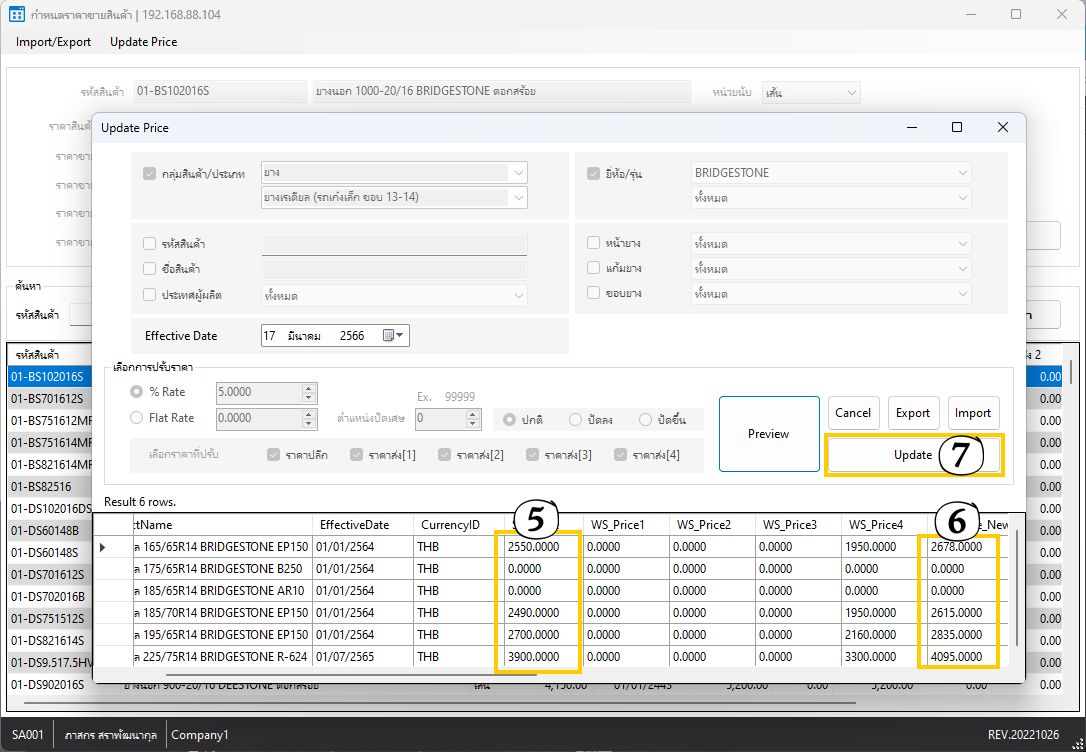 กำหนดราคาขายสินค้า | 192.168.88.104
Import/Export Update Price
รหัสสินค้า 01-BS102016S ยางนอก 1000-20/16 BRIDGESTONE ดอกสร้อย หน่วยนับ เส้น
ราคาสินค้
ราคาขา
ราคาขา
ราคาขา
ราคาขา
ค้นหา
รหัสสินค้า
Update Price
กลุ่มสินค้า/ประเภท ยาง ยี่ห้อ/รุ่น BRIDGESTONE
ยางเรเดียล (รถเก๋งเล็ก ขอบ 13-14) ทั้งหมด
รหัสสินค้า หน้ายาง ทั้งหมด
ชื่อสินค้า แก้มยาง ทั้งหมด
ประเทศผู้ผลิต ทั้งหมด ขอบยาง ทั้งหมด
Effective Date 17 มีนาคม 2566
เลือกการปรับราคา
% Rate 5.0000 Ex. 99999
Flat Rate 0.0000 ตำแหน่งปัดเศษ 0 ปกติ ปัดลง ปัดขึ้น
เลือกราคาที่ปรับ ราคาปลีก ราคาส่ง[1] ราคาส่ง[2] ราคาส่ง[3] ราคาส่ง[4]
Preview Cancel Export Import
Update 7
Result 6 rows.
5 6
ctName EffectiveDate CurrencyID WS_Price1 WS_Price2 WS_Price3 WS_Price4 e_New
ล 165/65R14 BRIDGESTONE EP150 01/01/2564 THB 2550.0000 0.0000 0.0000 0.0000 1950.0000 2678.0000
ล 175/65R14 BRIDGESTONE B250 01/01/2564 THB 0.0000 0.0000 0.0000 0.0000 0.0000 0.0000
ล 185/65R14 BRIDGESTONE AR10 01/01/2564 THB 0.0000 0.0000 0.0000 0.0000 0.0000 0.0000
ล 185/70R14 BRIDGESTONE EP150 01/01/2564 THB 2490.0000 0.0000 0.0000 0.0000 1950.0000 2615.0000
ล 195/65R14 BRIDGESTONE EP150 01/01/2564 THB 2700.0000 0.0000 0.0000 0.0000 2160.0000 2835.0000
ล 225/75R14 BRIDGESTONE R-624 01/07/2565 THB 3900.0000 0.0000 0.0000 0.0000 3300.0000 4095.0000
รหัสสินค้า ง 2
01-BS102016S 0.00
01-BS701612S 0.00
01-BS751612MF 0.00
01-BS751614MF 0.00
01-BS821614MF 0.00
01-BS82516 0.00
01-DS102016DS 0.00
01-DS60148B 0.00
01-DS60148S 0.00
01-DS701612S 0.00
01-DS702016B 0.00
01-DS751512S 0.00
01-DS821614S 0.00
01-DS9.517.5HV 0.00
01-DS902016S ยางนอก 900-20/16 DEESTONE ดอกสร้อย เส้น 4,150.00 01/01/2443 5,200.00 0.00 5,200.00 0.00 0.00
SA001 ภาสกร สราพัฒนากุล Company1 REV.20221026